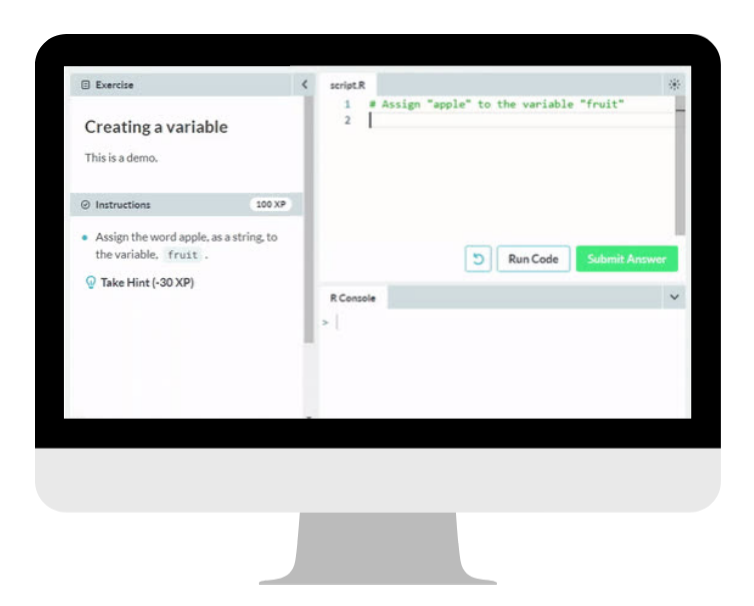 Exercise
Creating a variable
This is a demo.
Instructions
100 XP
Assign the word apple, as a string, to
the variable, fruit .
Take Hint (-30 XP)
script.R
1 # Assign "apple" to the variable "fruit"
2
Run Code
Submit Answer
R Console
>